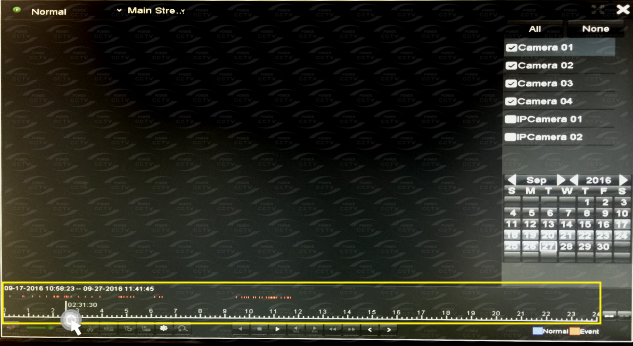 Normal
Main Stre..
All None
Camera 01
Camera 02
Camera 03
Camera 04
IPCamera 01
IPCamera 02
Sep 2016
S M T W T F S
1 2 3
4 5 6 7 8 9 10
11 12 13 14 15 16 17
18 19 20 21 22 23 24
25 26 27 28 29 30
09-17-2016 10:58:23 -- 09-27-2016 11:41:45
02:31:30
1 2 3 4 5 6 7 8 9 10 11 12 13 14 15 16 17 18 19 20 21 22 23 24
Normal Event